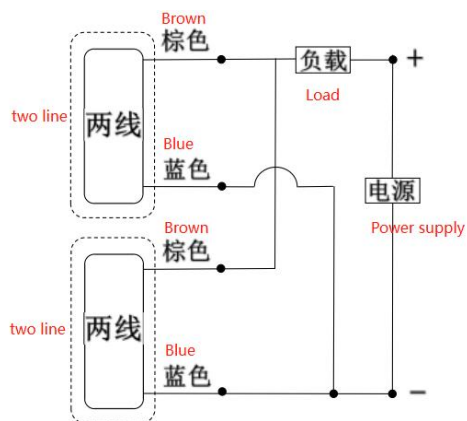 Brown
棕色
负载
+
Load
two line
两线
Blue
蓝色
电源
Power supply
Brown
棕色
two line
两线
Blue
蓝色
−